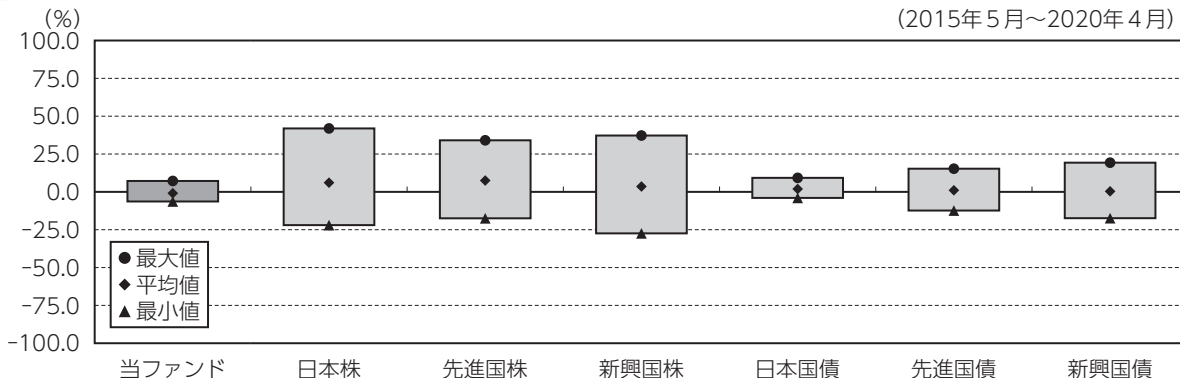 (%)
(2015年5月~2020年4月)
100.0
75.0
50.0
25.0
0.0
-25.0
-50.0
-75.0
-100.0
● 最大値
◆ 平均値
▲ 最小値
当ファンド 日本株 先進国株 新興国株 日本国債 先進国債 新興国債